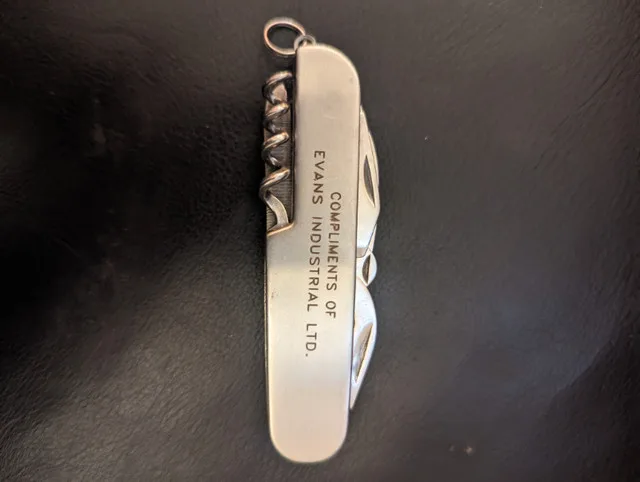 COMPLIMENTS OF
EVANS INDUSTRIAL LTD.